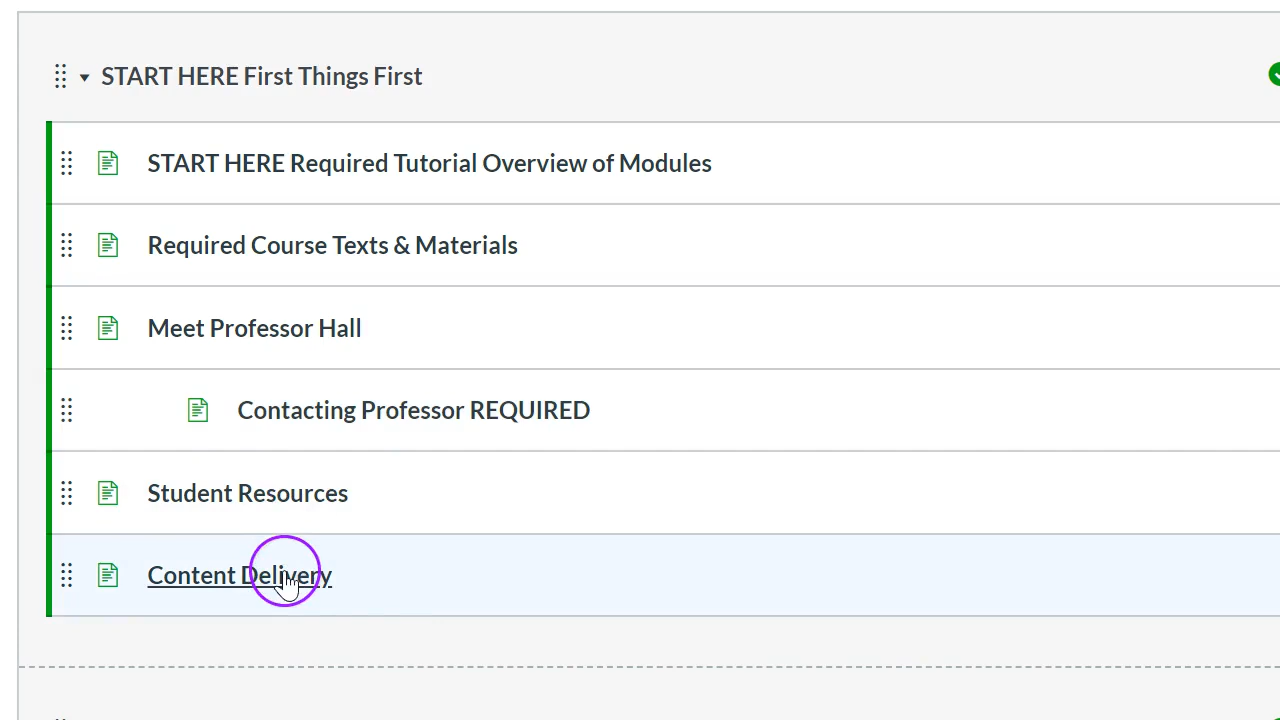 START HERE First Things First
START HERE Required Tutorial Overview of Modules
Required Course Texts & Materials
Meet Professor Hall
Contacting Professor REQUIRED
Student Resources
Content Delivery